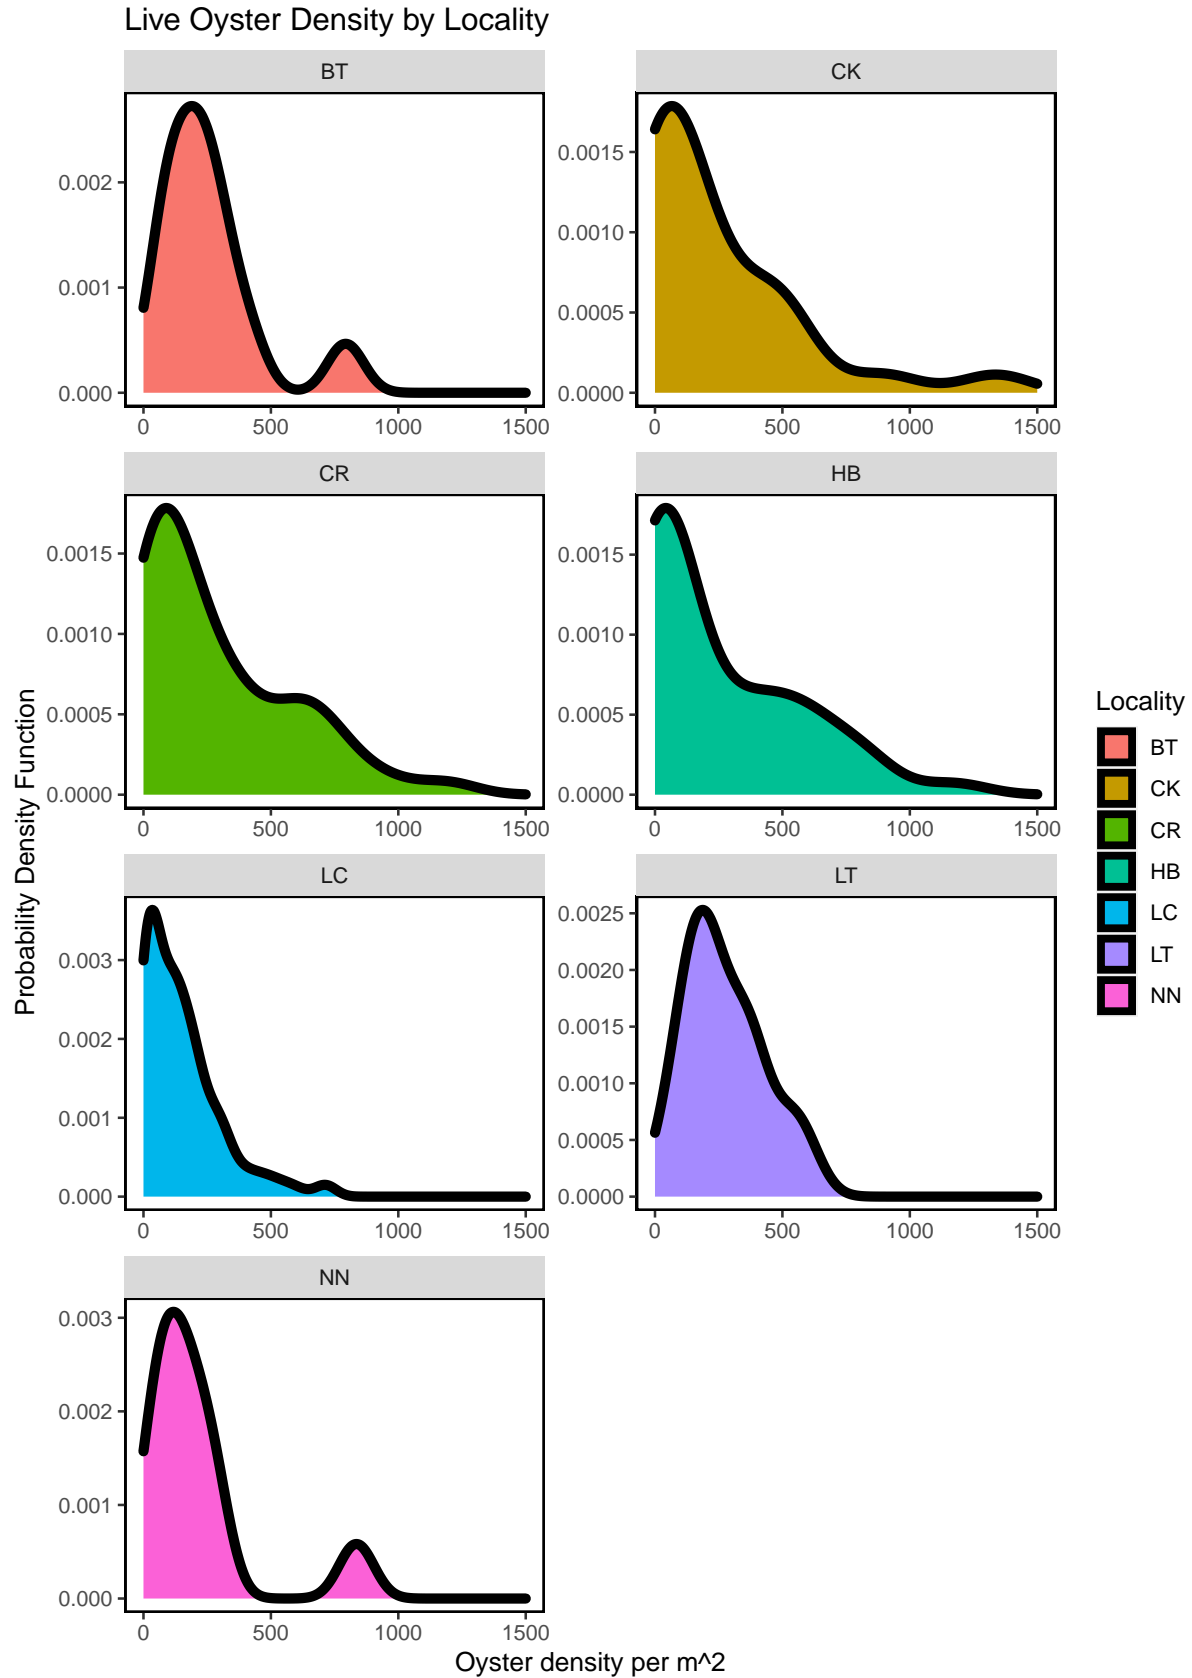 Live Oyster Density by Locality
BT
CK
0.002
0.001
0.000
0.0015
0.0010
0.0005
0.0000
0 500 1000 1500
0 500 1000 1500
CR
HB
0.0015
0.0010
0.0005
0.0000
0.0015
0.0010
0.0005
0.0000
0 500 1000 1500
0 500 1000 1500
LC
LT
0.003
0.002
0.001
0.000
0.0025
0.0020
0.0015
0.0010
0.0005
0.0000
0 500 1000 1500
0 500 1000 1500
NN
0.003
0.002
0.001
0.000
0 500 1000 1500
Probability Density Function
Oyster density per m^2
Locality
BT
CK
CR
HB
LC
LT
NN